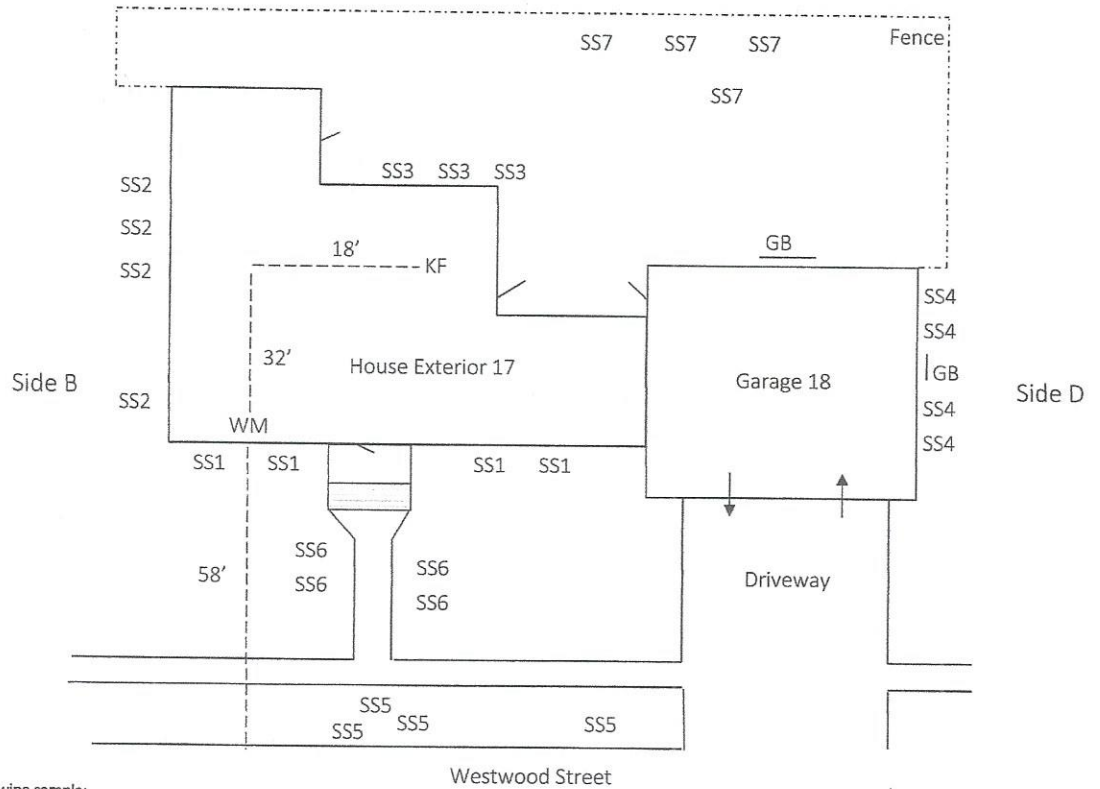 SS7 SS7 SS7 Fence
SS7
SS3 SS3 SS3
SS2
SS2
SS2
18'
KF
GB
SS4
SS4
32'
House Exterior 17
Garage 18
GB
Side B
Side D
SS2
SS4
SS4
WM
SS1 SS1 SS1 SS1
SS6
SS6
SS6
SS6
58'
Driveway
SS5
SS5
SS5
SS5
Westwood Street